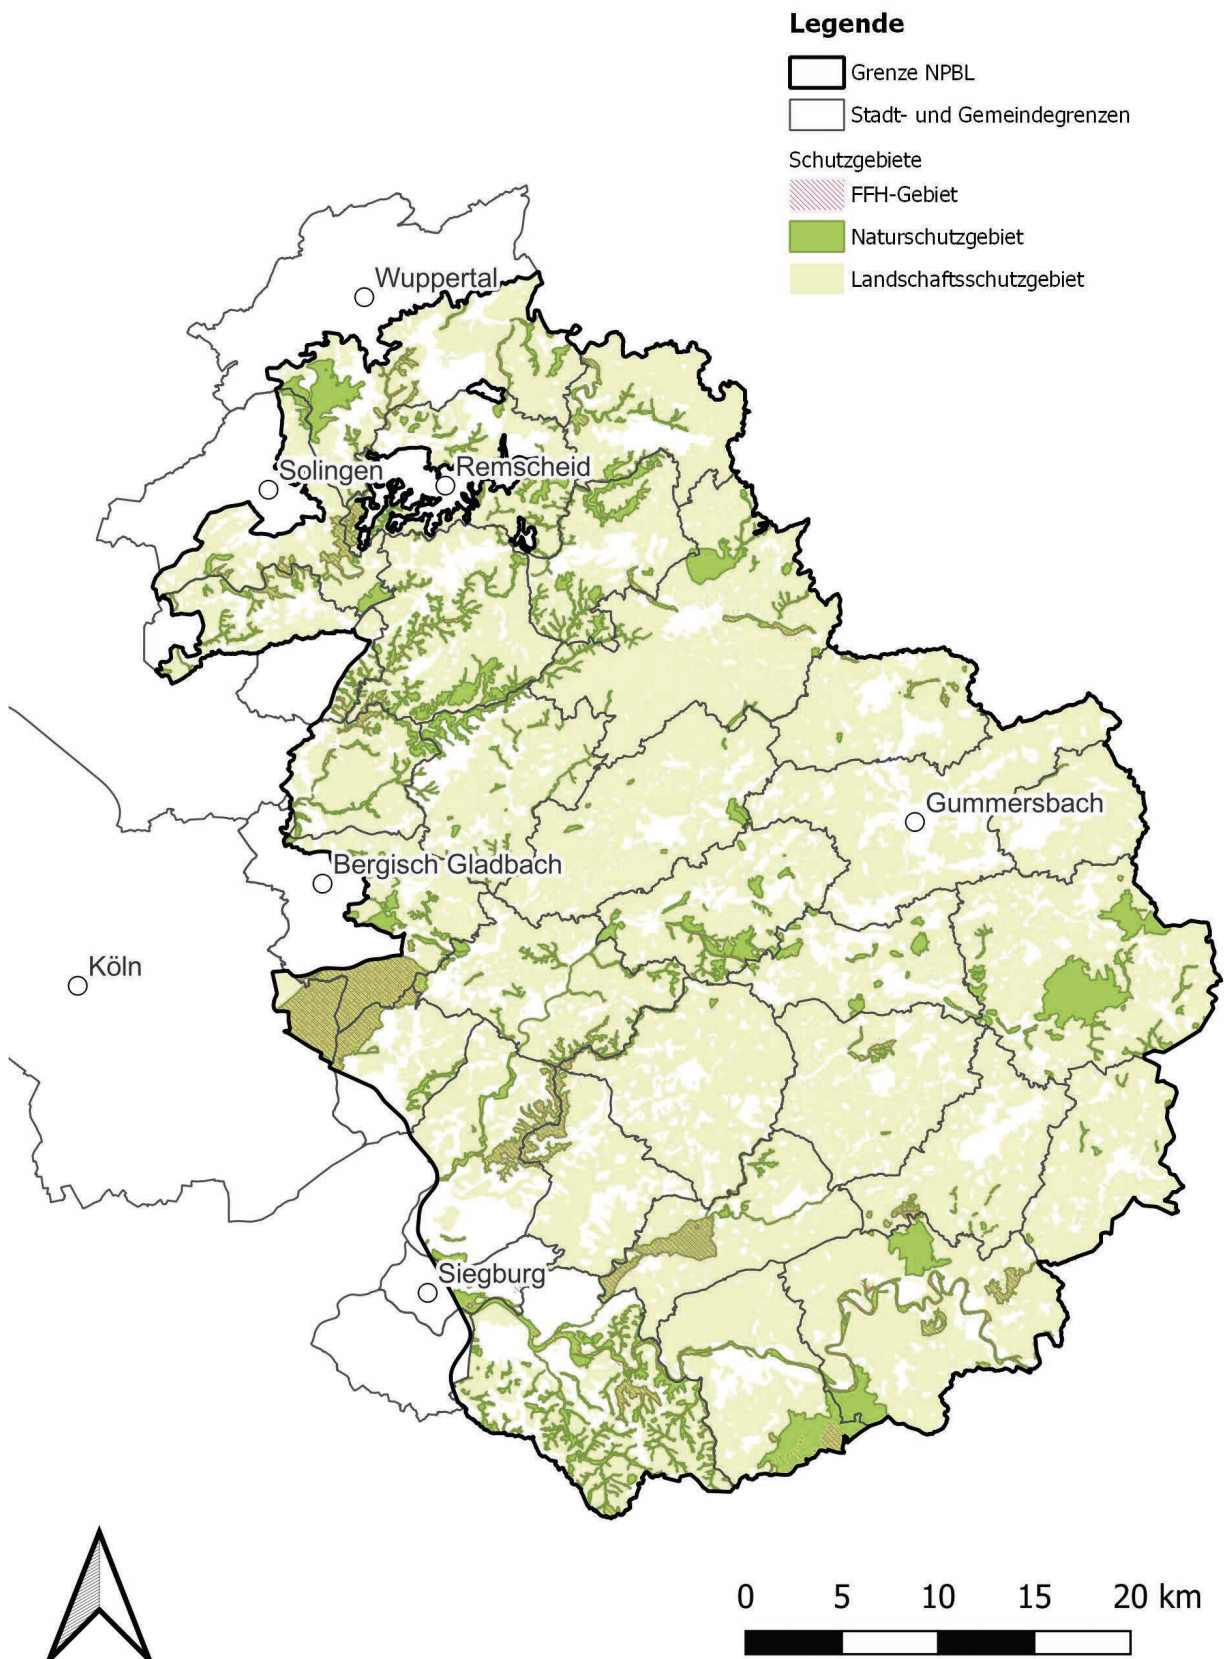 Legende
Grenze NPBL
Stadt- und Gemeindegrenzen
Schutzgebiete
FFH-Gebiet
Naturschutzgebiet
Landschaftsschutzgebiet
Wuppertal
Solingen
Remscheid
Gummersbach
Bergisch Gladbach
Köln
Siegburg
0 5 10 15 20 km